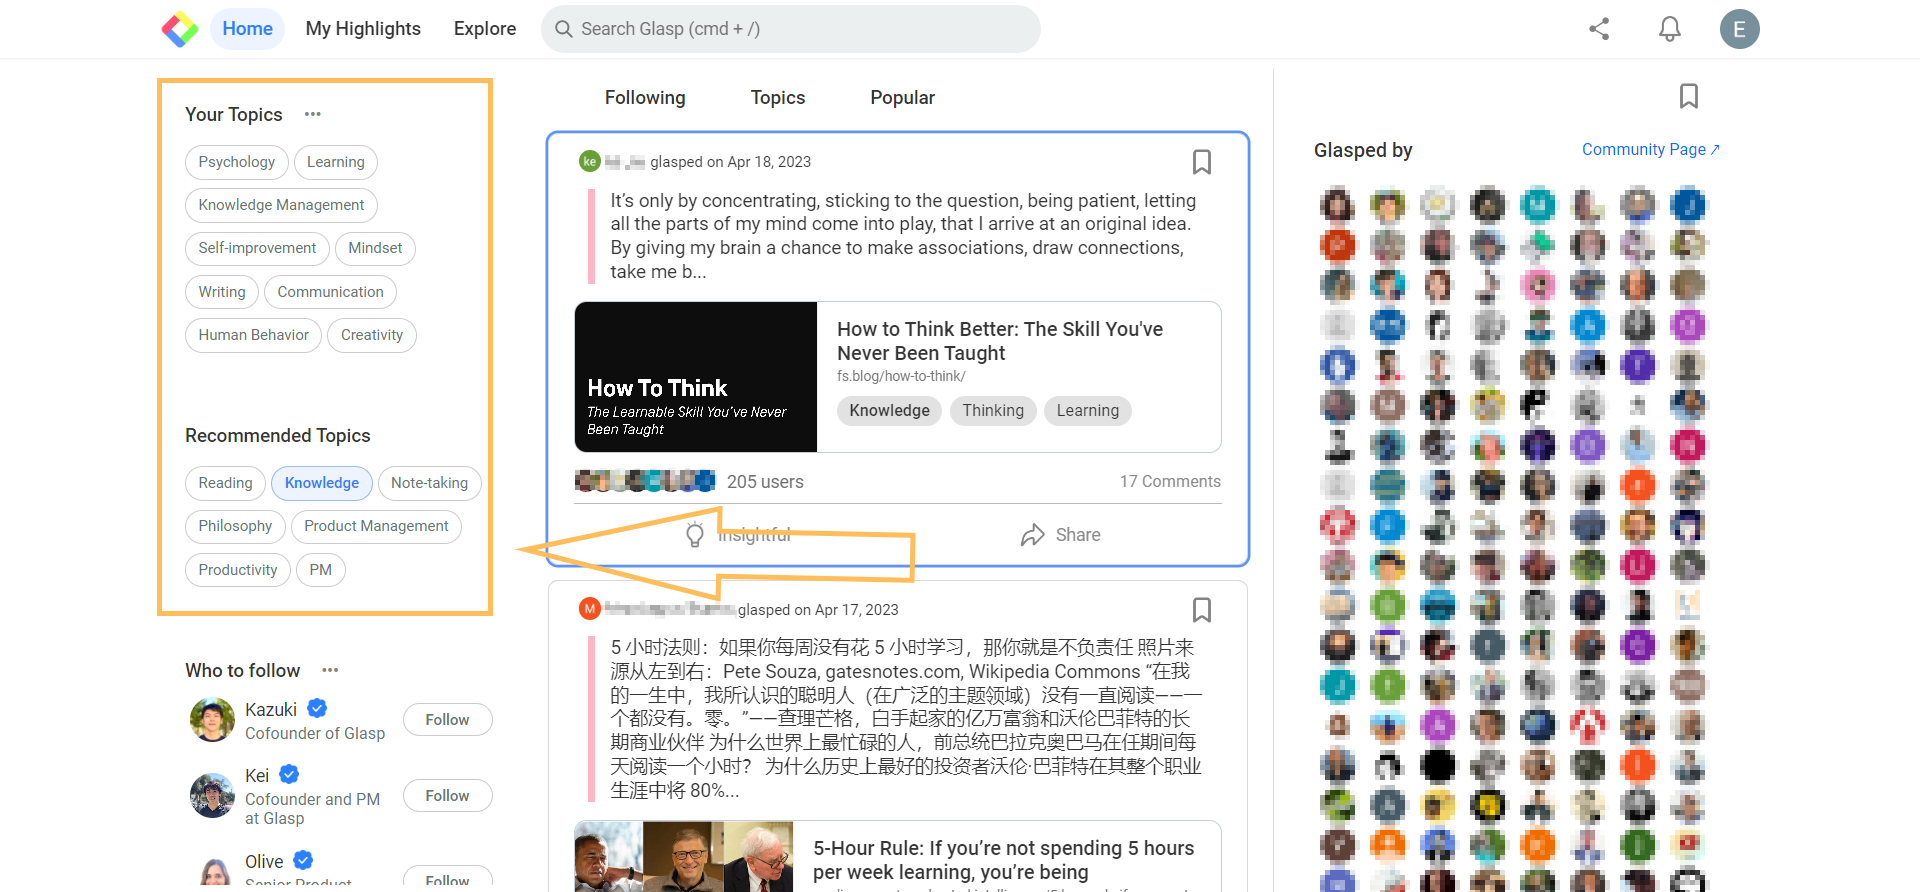 Home
My Highlights
Explore
Search Glasp (cmd + /)
E
Your Topics
Psychology
Learning
Knowledge Management
Self-improvement
Mindset
Writing
Communication
Human Behavior
Creativity
Recommended Topics
Reading
Knowledge
Note-taking
Philosophy
Product Management
Productivity
PM
Who to follow
Kazuki
Cofounder of Glasp
Follow
Kei
Cofounder and PM
at Glasp
Follow
Olive
Senior Product
Follow
Following
Topics
Popular
ke
glasped on Apr 18, 2023
It’s only by concentrating, sticking to the question, being patient, letting
all the parts of my mind come into play, that I arrive at an original idea.
By giving my brain a chance to make associations, draw connections,
take me b...
How To Think
The Learnable Skill You've Never
Been Taught
How to Think Better: The Skill You've
Never Been Taught
fs.blog/how-to-think/
Knowledge
Thinking
Learning
205 users
17 Comments
Insightful
Share
M
glasped on Apr 17, 2023
5 小时法则：如果你每周没有花 5 小时学习，那你就是不负责任 照片来
源从左到右：Pete Souza, gatesnotes.com, Wikipedia Commons “在我
的一生中，我所认识的聪明人（在广泛的主题领域）没有一直阅读——一
个都没有。零。”——查理芒格，白手起家的亿万富翁和沃伦巴菲特的长
期商业伙伴 为什么世界上最忙碌的人，前总统巴拉克奥巴马在任期间每
天阅读一个小时？ 为什么历史上最好的投资者沃伦·巴菲特在其整个职业
生涯中将 80%...
5-Hour Rule: If you’re not spending 5 hours
per week learning, you’re being
Glasped by
Community Page